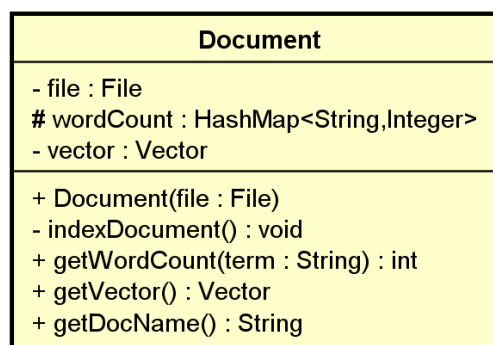 Document
- file : File
# wordCount : HashMap<String,Integer>
- vector : Vector
+ Document(file : File)
- indexDocument() : void
+ getWordCount(term : String) : int
+ getVector() : Vector
+ getDocName() : String